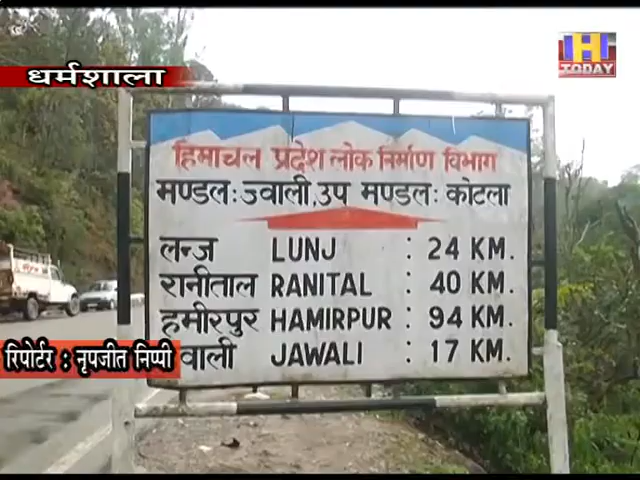 धर्मशाला
HI
TODAY
हिमाचल प्रदेश लोक निर्माण विभाग
मण्डल: ज्वाली, उप मण्डल: कोटला
लन्ज LUNJ : 24 KM.
रानीताल RANITAL : 40 KM.
हमीरपुर HAMIRPUR : 94 KM.
वाली JAWALI : 17 KM.
रिपोर्टर : नृपजीत निप्पी